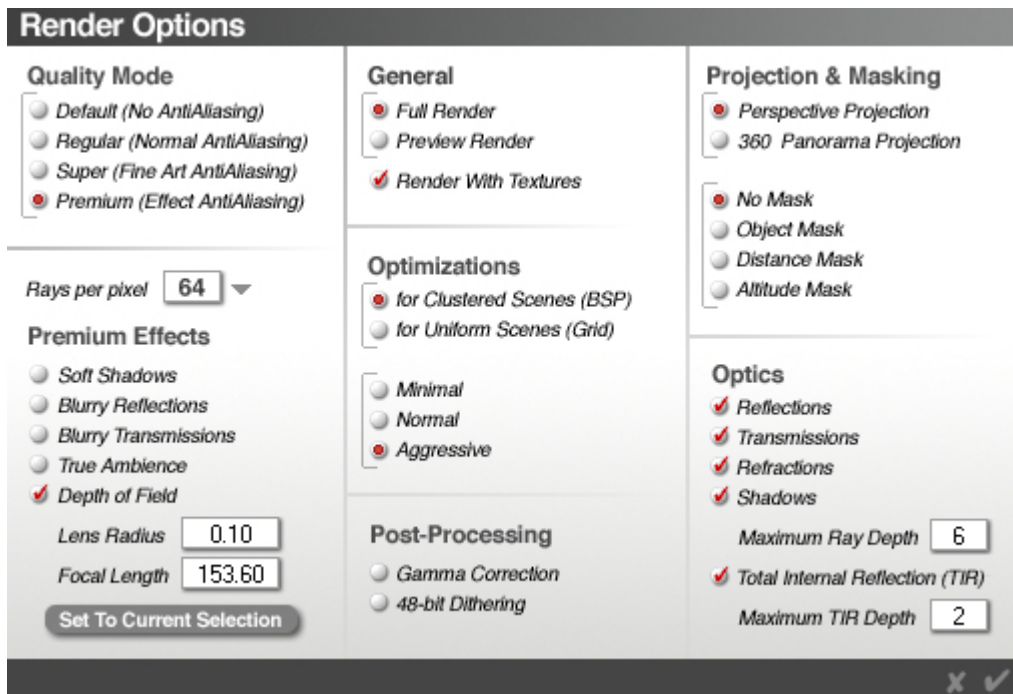 Render Options
Quality Mode
Default (No AntiAliasing)
Regular (Normal AntiAliasing)
Super (Fine Art AntiAliasing)
Premium (Effect AntiAliasing)
Rays per pixel 64
Premium Effects
Soft Shadows
Blurry Reflections
Blurry Transmissions
True Ambience
Depth of Field
Lens Radius 0.10
Focal Length 153.60
Set To Current Selection
General
Full Render
Preview Render
Render With Textures
Optimizations
for Clustered Scenes (BSP)
for Uniform Scenes (Grid)
Minimal
Normal
Aggressive
Post-Processing
Gamma Correction
48-bit Dithering
Projection & Masking
Perspective Projection
360 Panorama Projection
No Mask
Object Mask
Distance Mask
Altitude Mask
Optics
Reflections
Transmissions
Refractions
Shadows
Maximum Ray Depth 6
Total Internal Reflection (TIR)
Maximum TIR Depth 2